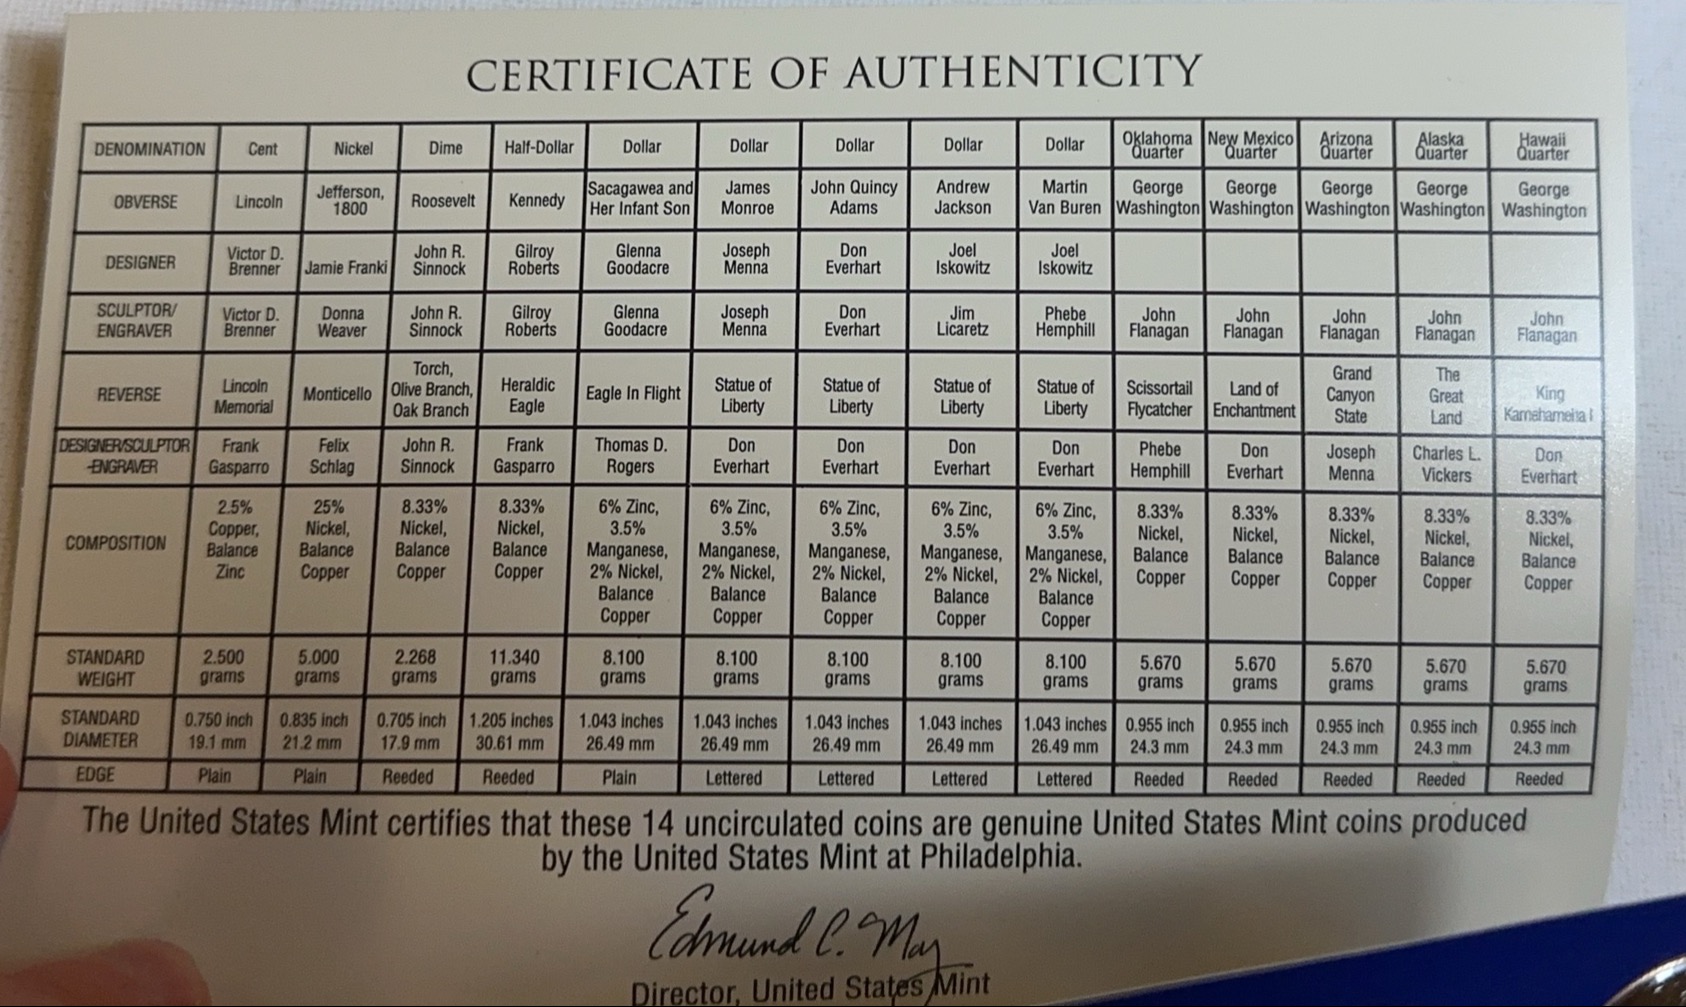 CERTIFICATE OF AUTHENTICITY
DENOMINATION Cent Nickel Dime Half-Dollar Dollar Dollar Dollar Dollar Dollar Oklahoma Quarter New Mexico Quarter Arizona Quarter Alaska Quarter Hawaii Quarter
OBVERSE Lincoln Jefferson, 1800 Roosevelt Kennedy Sacagawea and Her Infant Son James Monroe John Quincy Adams Andrew Jackson Martin Van Buren George Washington George Washington George Washington George Washington George Washington
DESIGNER Victor D. Brenner Jamie Franki John R. Sinnock Gilroy Roberts Glenna Goodacre Joseph Menna Don Everhart Joel Iskowitz Joel Iskowitz
SCULPTOR/ENGRAVER Victor D. Brenner Donna Weaver John R. Sinnock Gilroy Roberts Glenna Goodacre Joseph Menna Don Everhart Jim Licaretz Phebe Hemphill John Flanagan John Flanagan John Flanagan John Flanagan John Flanagan
REVERSE Lincoln Memorial Monticello Torch, Olive Branch, Oak Branch Heraldic Eagle Eagle In Flight Statue of Liberty Statue of Liberty Statue of Liberty Statue of Liberty Scissortail Flycatcher Land of Enchantment Grand Canyon State The Great Land King Kamehameha I
DESIGNER/SCULPTOR-ENGRAVER Frank Gasparro Felix Schlag John R. Sinnock Frank Gasparro Thomas D. Rogers Don Everhart Don Everhart Don Everhart Don Everhart Phebe Hemphill Don Everhart Joseph Menna Charles L. Vickers Don Everhart
COMPOSITION 2.5% Copper, Balance Zinc 25% Nickel, Balance Copper 8.33% Nickel, Balance Copper 8.33% Nickel, Balance Copper 6% Zinc, 3.5% Manganese, 2% Nickel, Balance Copper 6% Zinc, 3.5% Manganese, 2% Nickel, Balance Copper 6% Zinc, 3.5% Manganese, 2% Nickel, Balance Copper 6% Zinc, 3.5% Manganese, 2% Nickel, Balance Copper 6% Zinc, 3.5% Manganese, 2% Nickel, Balance Copper 8.33% Nickel, Balance Copper 8.33% Nickel, Balance Copper 8.33% Nickel, Balance Copper 8.33% Nickel, Balance Copper 8.33% Nickel, Balance Copper
STANDARD WEIGHT 2.500 grams 5.000 grams 2.268 grams 11.340 grams 8.100 grams 8.100 grams 8.100 grams 8.100 grams 8.100 grams 5.670 grams 5.670 grams 5.670 grams 5.670 grams 5.670 grams
STANDARD DIAMETER 0.750 inch 19.1 mm 0.835 inch 21.2 mm 0.705 inch 17.9 mm 1.205 inches 30.61 mm 1.043 inches 26.49 mm 1.043 inches 26.49 mm 1.043 inches 26.49 mm 1.043 inches 26.49 mm 1.043 inches 26.49 mm 0.955 inch 24.3 mm 0.955 inch 24.3 mm 0.955 inch 24.3 mm 0.955 inch 24.3 mm 0.955 inch 24.3 mm
EDGE Plain Plain Reeded Reeded Plain Lettered Lettered Lettered Lettered Reeded Reeded Reeded Reeded Reeded
The United States Mint certifies that these 14 uncirculated coins are genuine United States Mint coins produced
by the United States Mint at Philadelphia.
Edmund C. Moy
Director, United States Mint